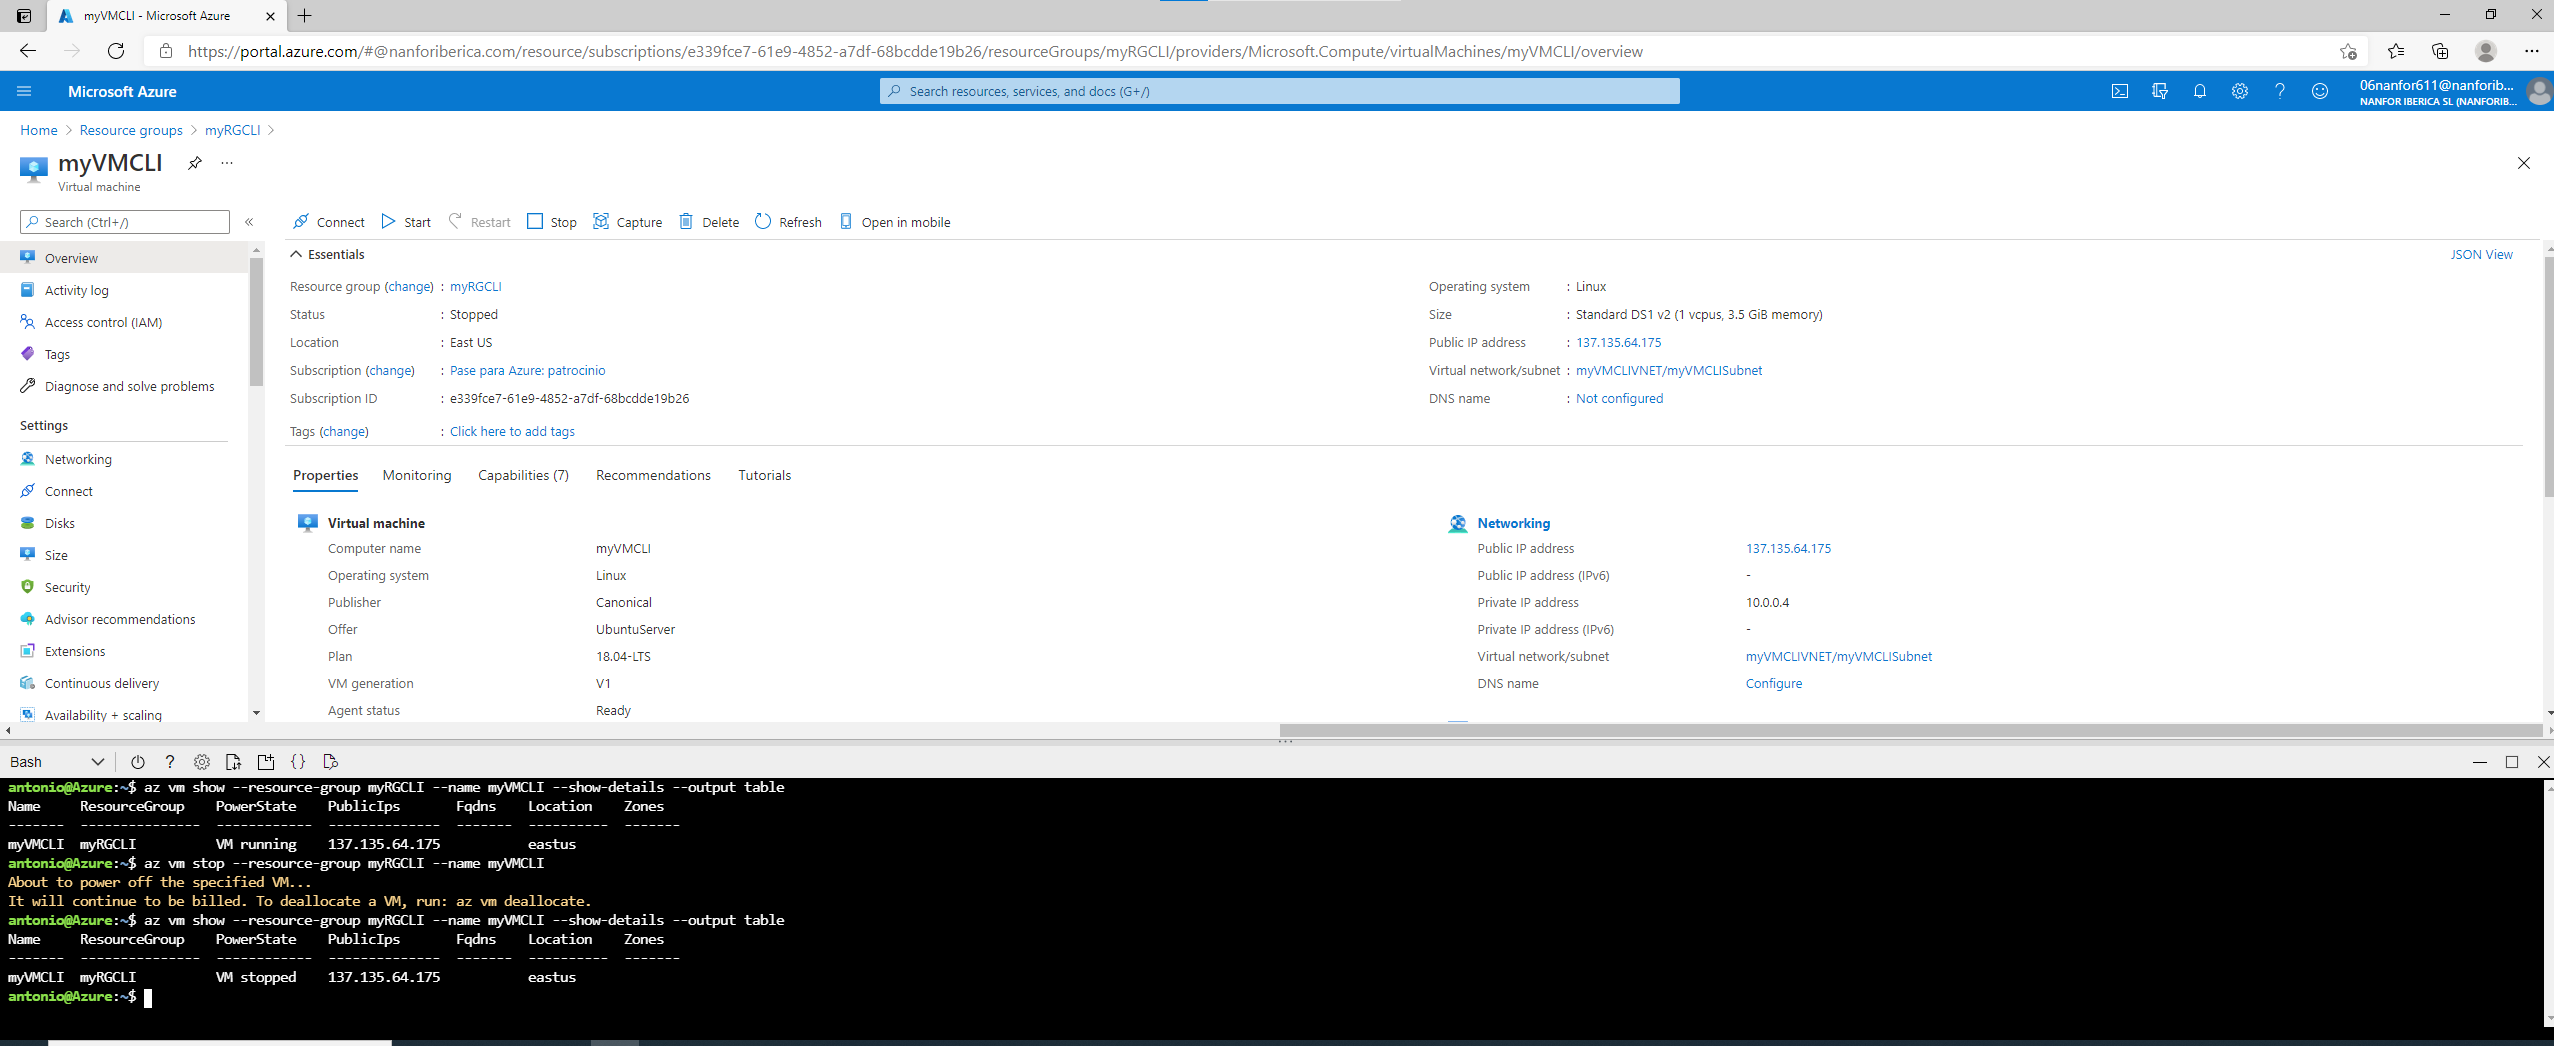 myVMCLI - Microsoft Azure
https://portal.azure.com/#@nanforiberica.com/resource/subscriptions/e339fce7-61e9-4852-a7df-68bcdde19b26/resourceGroups/myRGCLI/providers/Microsoft.Compute/virtualMachines/myVMCLI/overview
Microsoft Azure
Search resources, services, and docs (G+/)
06nanfor611@nanforib...
NANFOR IBERICA SL (NANFORIB...
Home > Resource groups > myRGCLI >
myVMCLI
Virtual machine
Search (Ctrl+/)
Connect Start Restart Stop Capture Delete Refresh Open in mobile
Overview
Activity log
Access control (IAM)
Tags
Diagnose and solve problems
Settings
Networking
Connect
Disks
Size
Security
Advisor recommendations
Extensions
Continuous delivery
Availability + scaling
Essentials
JSON View
Resource group (change) : myRGCLI
Status : Stopped
Location : East US
Subscription (change) : Pase para Azure: patrocinio
Subscription ID : e339fce7-61e9-4852-a7df-68bcdde19b26
Tags (change) : Click here to add tags
Operating system : Linux
Size : Standard DS1 v2 (1 vcpus, 3.5 GiB memory)
Public IP address : 137.135.64.175
Virtual network/subnet : myVMCLIVNET/myVMCLISubnet
DNS name : Not configured
Properties Monitoring Capabilities (7) Recommendations Tutorials
Virtual machine
Computer name myVMCLI
Operating system Linux
Publisher Canonical
Offer UbuntuServer
Plan 18.04-LTS
VM generation V1
Agent status Ready
Networking
Public IP address 137.135.64.175
Public IP address (IPv6) -
Private IP address 10.0.0.4
Private IP address (IPv6) -
Virtual network/subnet myVMCLIVNET/myVMCLISubnet
DNS name Configure
Bash
antonio@Azure:~$ az vm show --resource-group myRGCLI --name myVMCLI --show-details --output table
Name ResourceGroup PowerState PublicIps Fqdns Location Zones
------- --------------- ------------ -------------- ------- ---------- -------
myVMCLI myRGCLI VM running 137.135.64.175 eastus
antonio@Azure:~$ az vm stop --resource-group myRGCLI --name myVMCLI
About to power off the specified VM...
It will continue to be billed. To deallocate a VM, run: az vm deallocate.
antonio@Azure:~$ az vm show --resource-group myRGCLI --name myVMCLI --show-details --output table
Name ResourceGroup PowerState PublicIps Fqdns Location Zones
------- --------------- ------------ -------------- ------- ---------- -------
myVMCLI myRGCLI VM stopped 137.135.64.175 eastus
antonio@Azure:~$